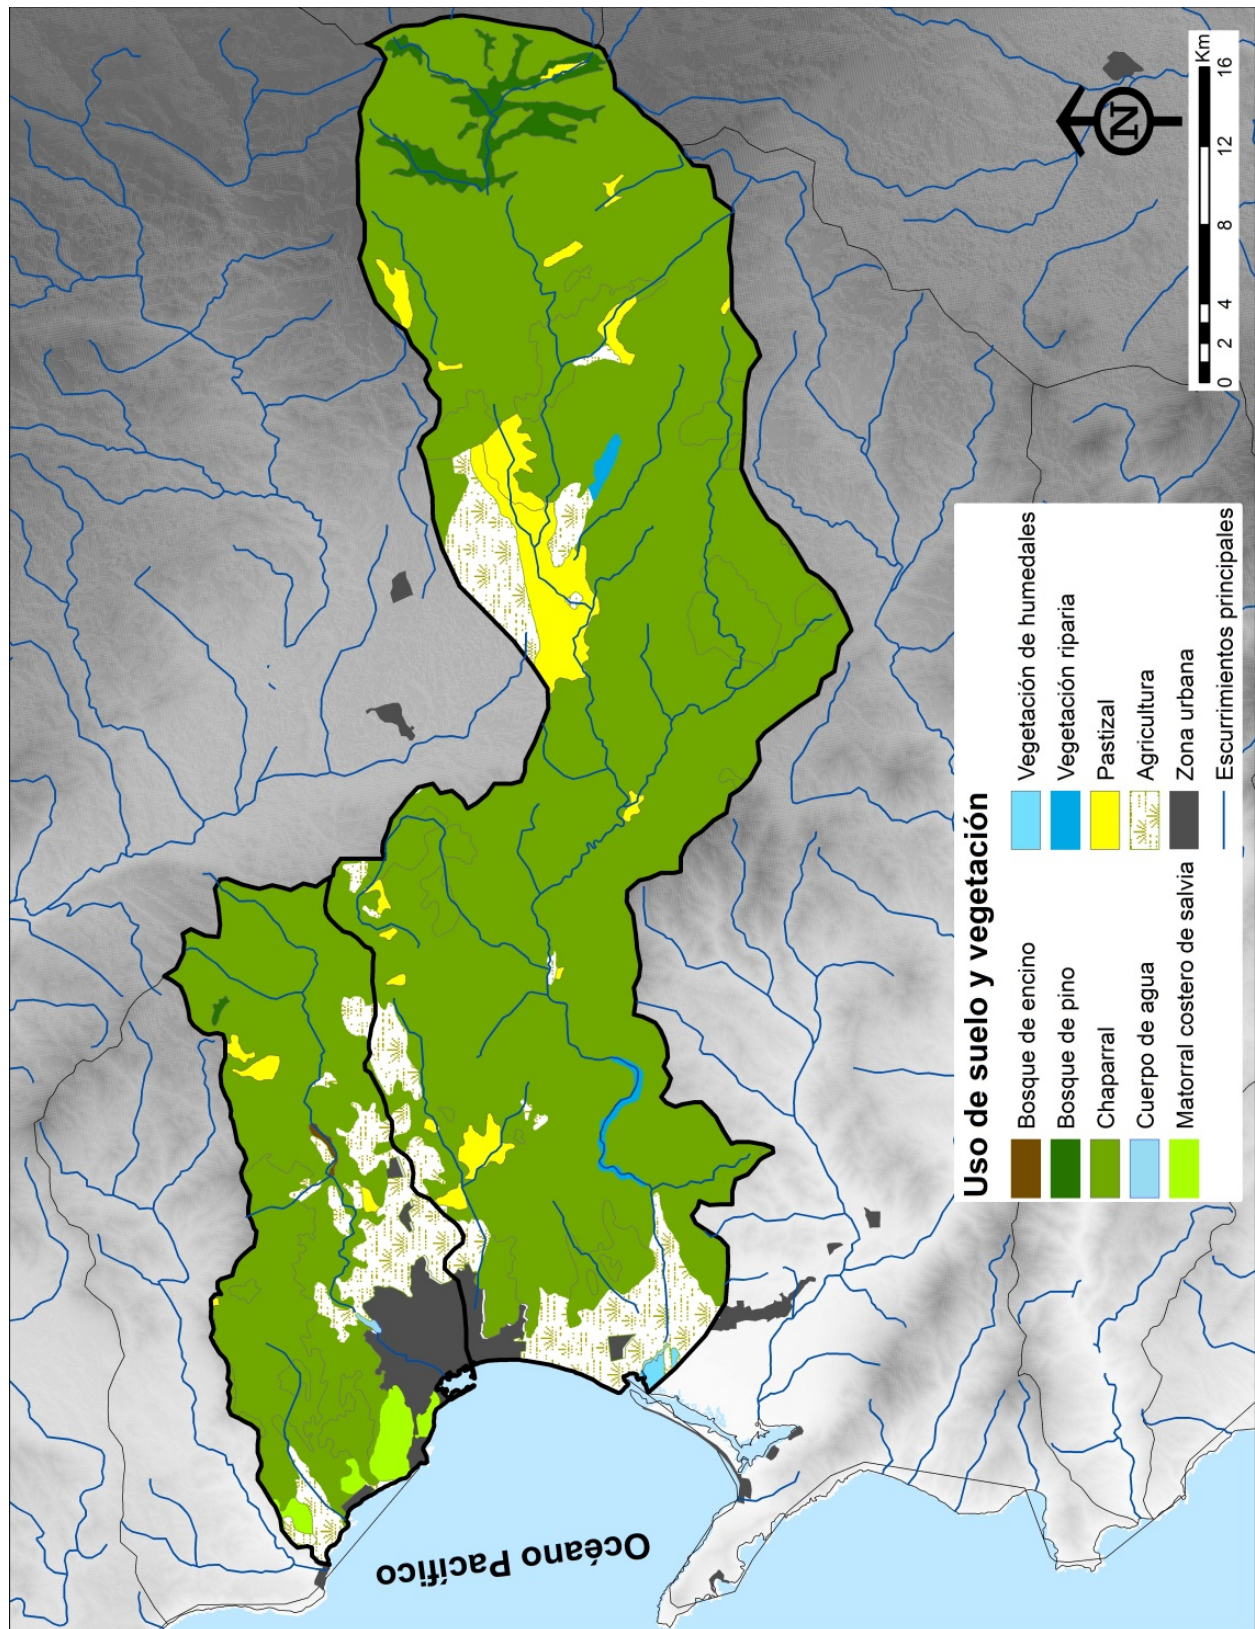 Océano Pacífico
Uso de suelo y vegetación
Bosque de encino
Bosque de pino
Chaparral
Cuerpo de agua
Matorral costero de salvia
Vegetación de humedales
Vegetación riparia
Pastizal
Agricultura
Zona urbana
Escurrimientos principales
N
Km
0 2 4 8 12 16